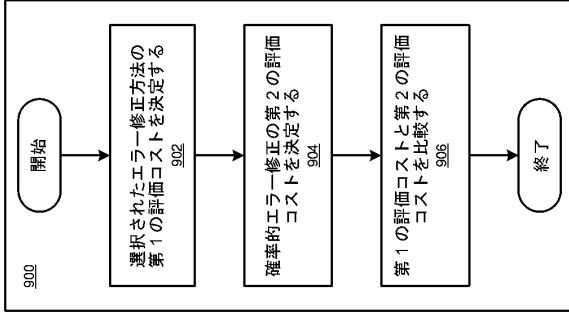 900
開始
選択されたエラー修正方法の
第１の評価コストを決定する
902
確率的エラー修正の第２の評価
コストを決定する
904
第１の評価コストと第２の評価
コストを比較する
906
終了